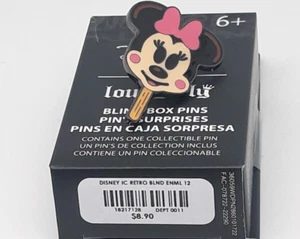 6+
BLIND BOX PINS
PIN' SURPRISES
PINS EN CAJA SORPRESA
CONTAINS ONE COLLECTIBLE PIN
UN PIN'S DE COLLECTION INCLUS
CONTIENE UN PIN COLECCIONABLE
DISNEY IC RETRO BLND ENML 12
18217128 DEPT 0011
$8.90